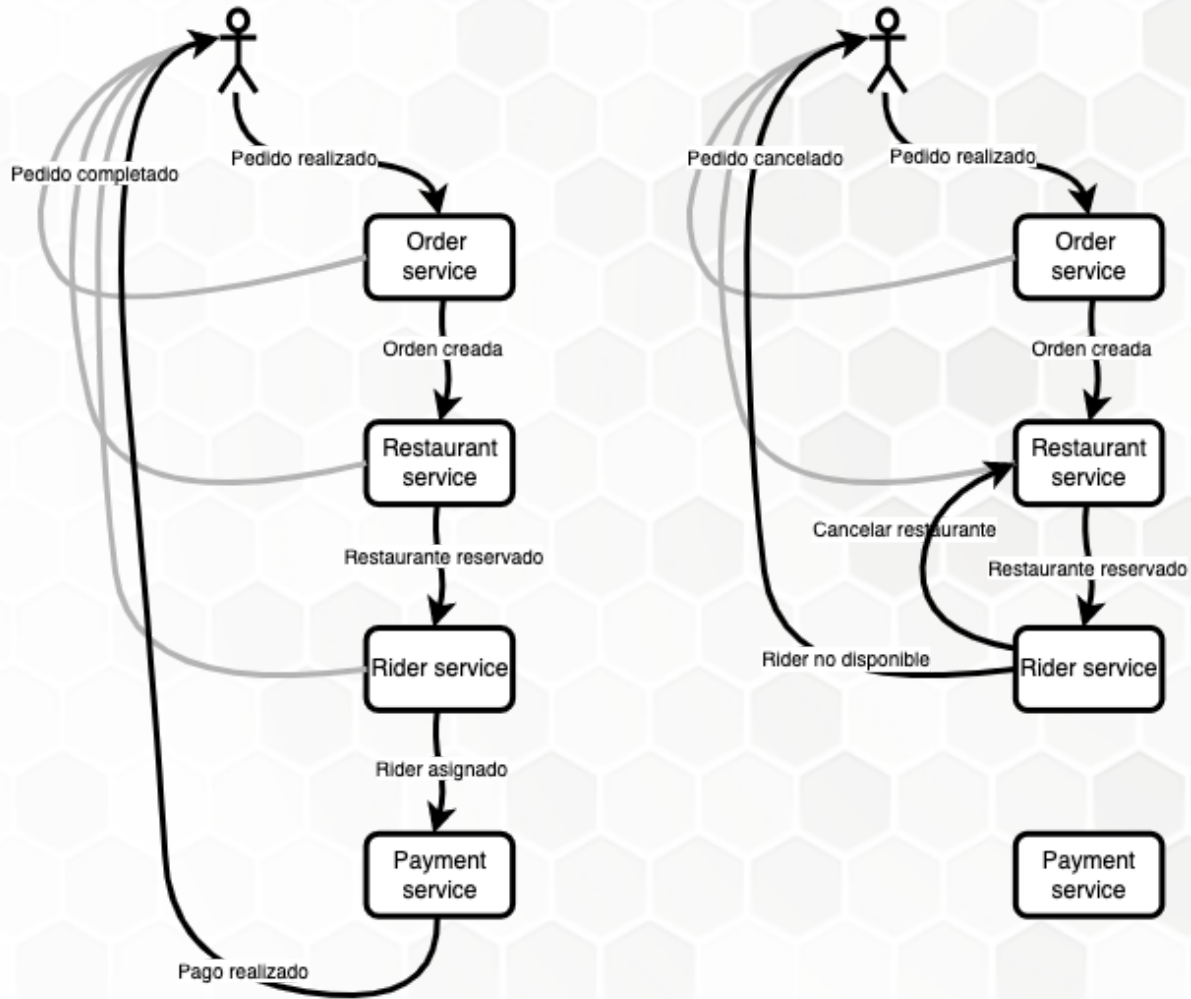 Pedido realizado
Pedido completado
Order
service
Orden creada
Restaurant
service
Restaurante reservado
Rider service
Rider asignado
Payment
service
Pago realizado
Pedido cancelado
Pedido realizado
Order
service
Orden creada
Restaurant
service
Cancelar restaurante
Restaurante reservado
Rider no disponible
Rider service
Payment
service